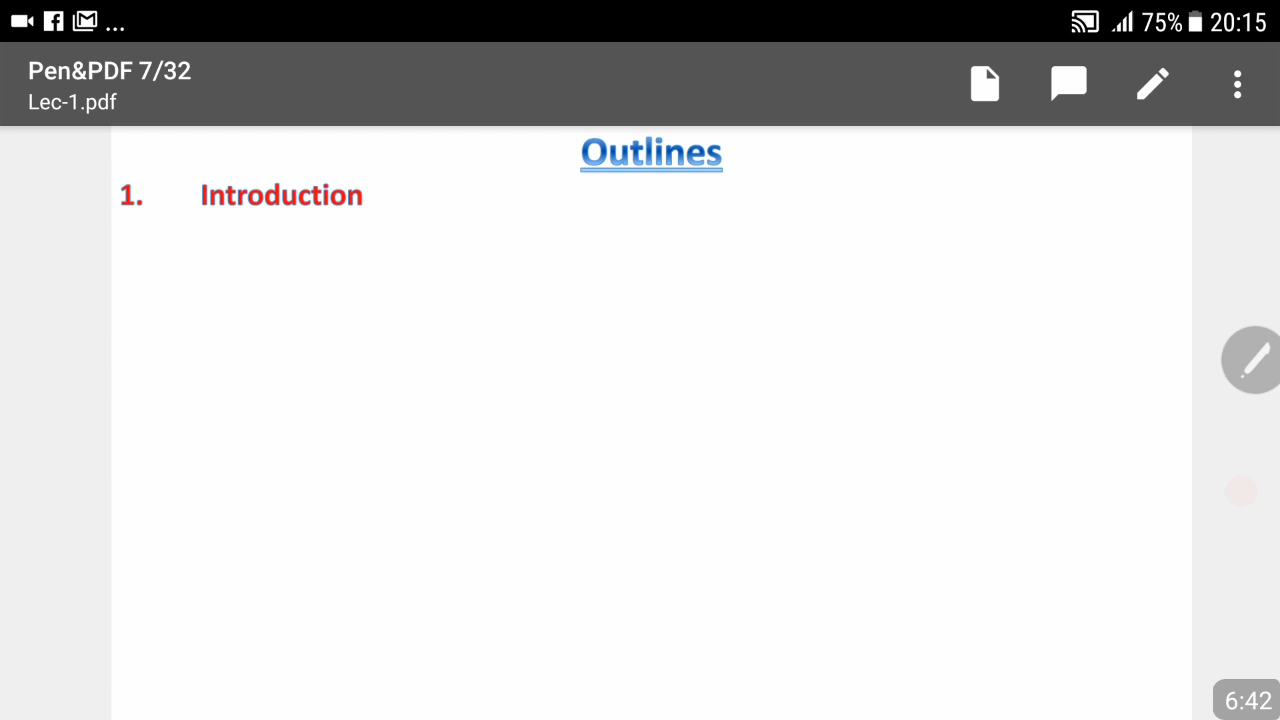 ... 75% 20:15
Pen&PDF 7/32
Lec-1.pdf
Outlines
1. Introduction
6:42